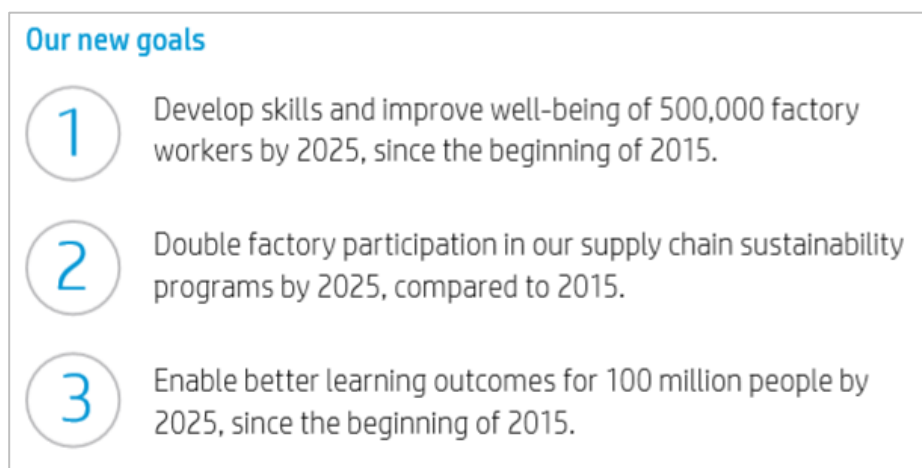 Our new goals
1
Develop skills and improve well-being of 500,000 factory
workers by 2025, since the beginning of 2015.
2
Double factory participation in our supply chain sustainability
programs by 2025, compared to 2015.
3
Enable better learning outcomes for 100 million people by
2025, since the beginning of 2015.